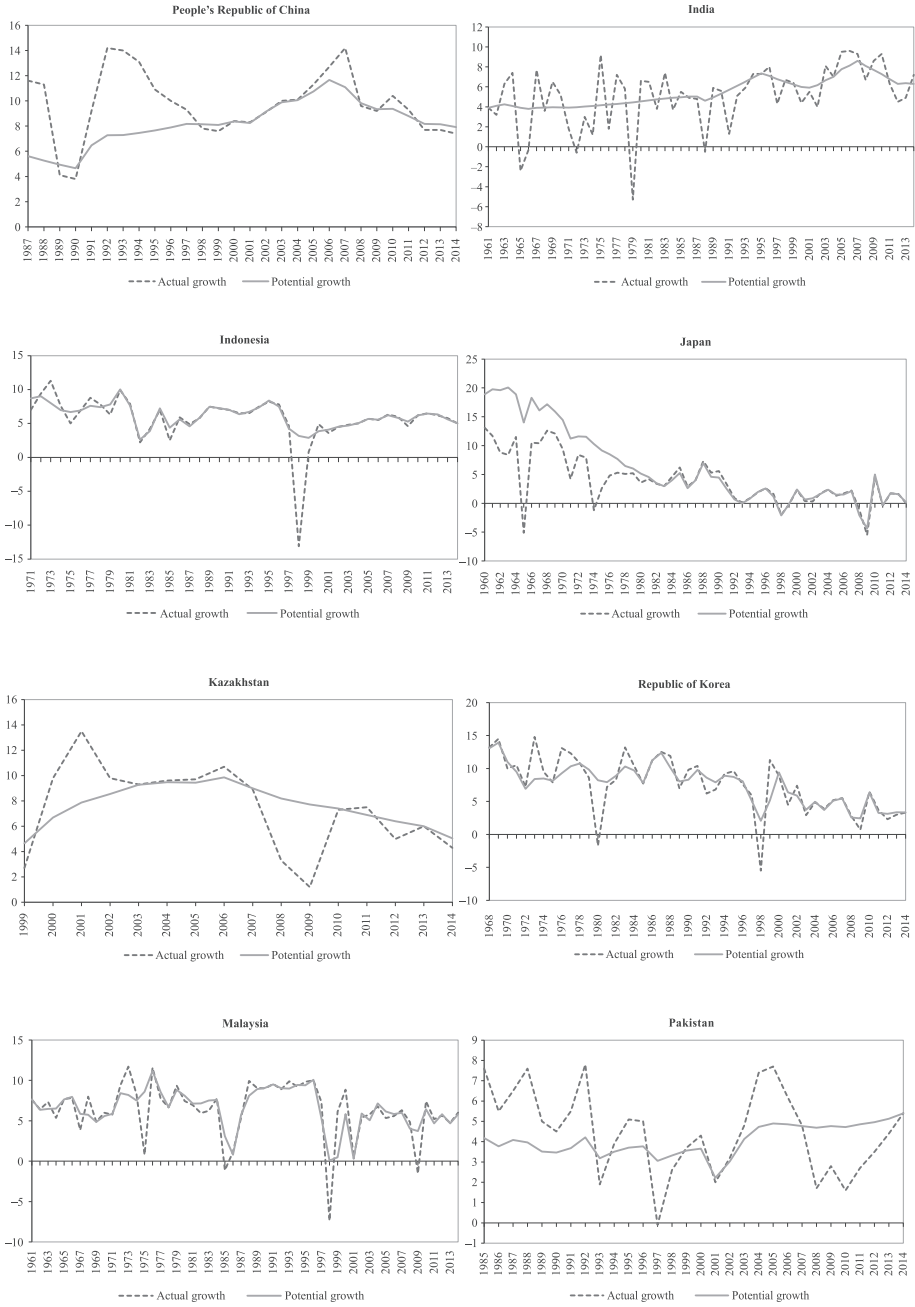 People's Republic of China
16
14
12
10
8
6
4
2
0
1987 1988 1989 1990 1991 1992 1993 1994 1995 1996 1997 1998 1999 2000 2001 2002 2003 2004 2005 2006 2007 2008 2009 2010 2011 2012 2013 2014
Actual growth Potential growth
India
12
10
8
6
4
2
0
−2
−4
−6
−8
1961 1963 1965 1967 1969 1971 1973 1975 1977 1979 1981 1983 1985 1987 1989 1991 1993 1995 1997 1999 2001 2003 2005 2007 2009 2011 2013
Actual growth Potential growth
Indonesia
15
10
5
0
−5
−10
−15
1971 1973 1975 1977 1979 1981 1983 1985 1987 1989 1991 1993 1995 1997 1999 2001 2003 2005 2007 2009 2011 2013
Actual growth Potential growth
Japan
25
20
15
10
5
0
−5
−10
1960 1962 1964 1966 1968 1970 1972 1974 1976 1978 1980 1982 1984 1986 1988 1990 1992 1994 1996 1998 2000 2002 2004 2006 2008 2010 2012 2014
Actual growth Potential growth
Kazakhstan
16
14
12
10
8
6
4
2
0
1999 2000 2001 2002 2003 2004 2005 2006 2007 2008 2009 2010 2011 2012 2013 2014
Actual growth Potential growth
Republic of Korea
20
15
10
5
0
−5
−10
1968 1970 1972 1974 1976 1978 1980 1982 1984 1986 1988 1990 1992 1994 1996 1998 2000 2002 2004 2006 2008 2010 2012 2014
Actual growth Potential growth
Malaysia
15
10
5
0
−5
−10
1961 1963 1965 1967 1969 1971 1973 1975 1977 1979 1981 1983 1985 1987 1989 1991 1993 1995 1997 1999 2001 2003 2005 2007 2009 2011 2013
Actual growth Potential growth
Pakistan
9
8
7
6
5
4
3
2
1
0
−1
1985 1986 1987 1988 1989 1990 1991 1992 1993 1994 1995 1996 1997 1998 1999 2000 2001 2002 2003 2004 2005 2006 2007 2008 2009 2010 2011 2012 2013 2014
Actual growth Potential growth